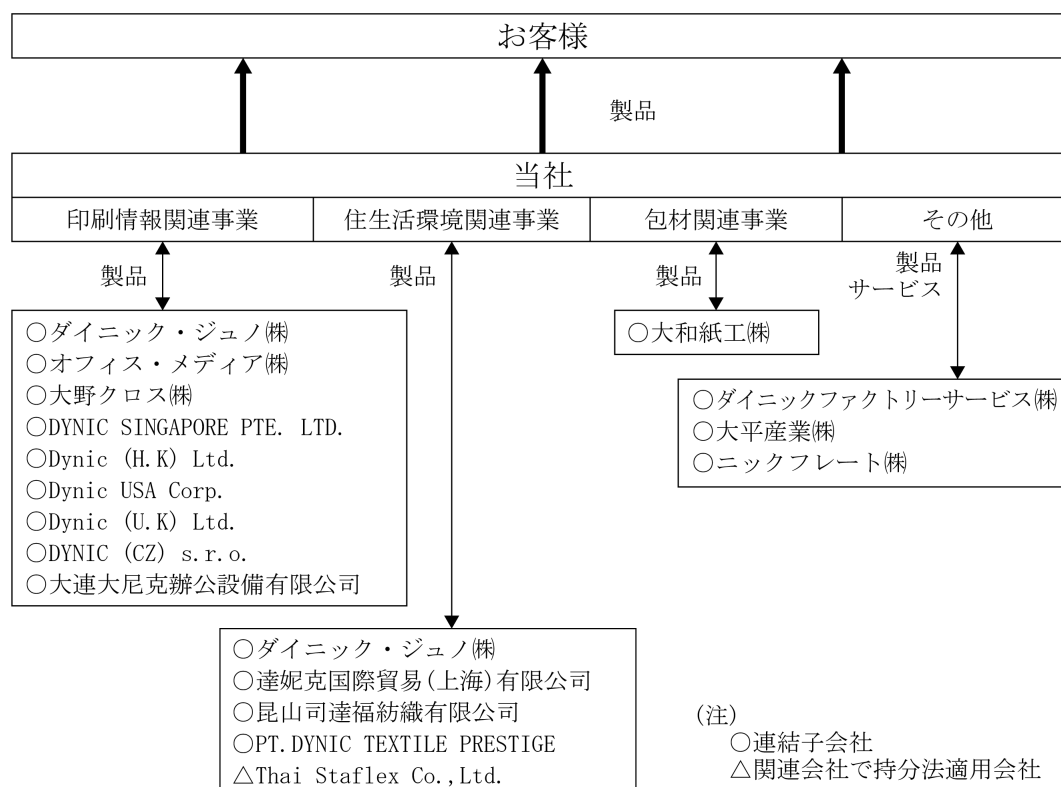 お客様
製品
当社
印刷情報関連事業
住生活環境関連事業
包材関連事業
その他
製品
製品
製品
製品
サービス
○ダイニック・ジュノ㈱
○オフィス・メディア㈱
○大野クロス㈱
○DYNIC SINGAPORE PTE. LTD.
○Dynic (H.K) Ltd.
○Dynic USA Corp.
○Dynic (U.K) Ltd.
○DYNIC (CZ) s.r.o.
○大連大尼克辦公設備有限公司
○大和紙工㈱
○ダイニックファクトリーサービス㈱
○大平産業㈱
○ニックフレート㈱
○ダイニック・ジュノ㈱
○達妮克国際貿易(上海)有限公司
○昆山司達福紡織有限公司
○PT.DYNIC TEXTILE PRESTIGE
△Thai Staflex Co.,Ltd.
(注)
○連結子会社
△関連会社で持分法適用会社